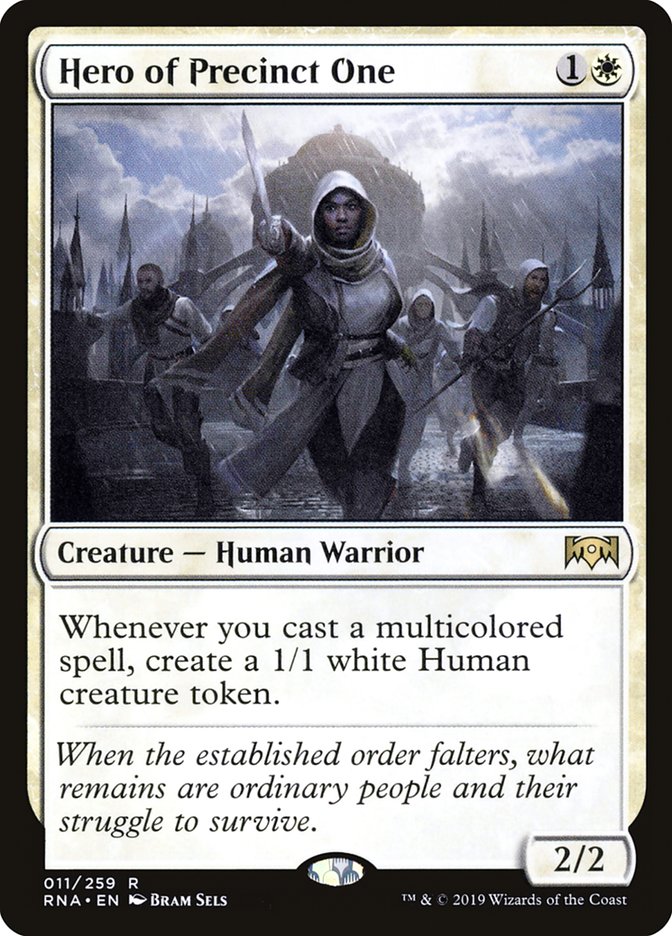 Hero of Precinct One 1
Creature — Human Warrior
Whenever you cast a multicolored
spell, create a 1/1 white Human
creature token.
When the established order falters, what
remains are ordinary people and their
struggle to survive.
2/2
011/259 R
RNA • EN Bram Sels
™ & © 2019 Wizards of the Coast